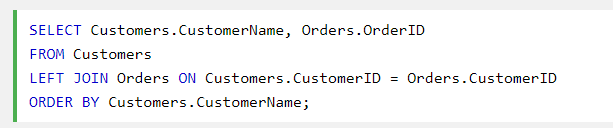 SELECT Customers.CustomerName, Orders.OrderID
FROM Customers
LEFT JOIN Orders ON Customers.CustomerID = Orders.CustomerID
ORDER BY Customers.CustomerName;